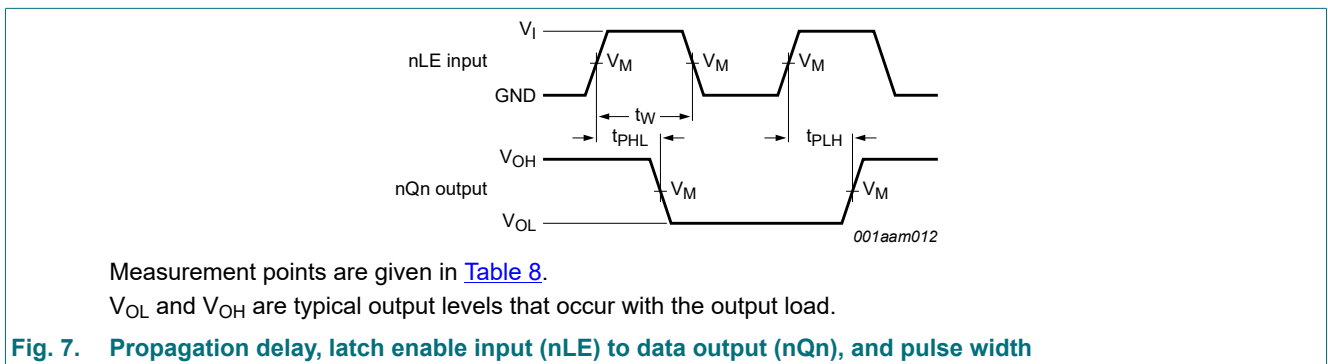 V_I
nLE input
V_M V_M V_M
GND
t_W
t_PHL t_PLH
V_OH
nQn output
V_M V_M
V_OL
001aam012
Measurement points are given in Table 8.
V_OL and V_OH are typical output levels that occur with the output load.
Fig. 7. Propagation delay, latch enable input (nLE) to data output (nQn), and pulse width